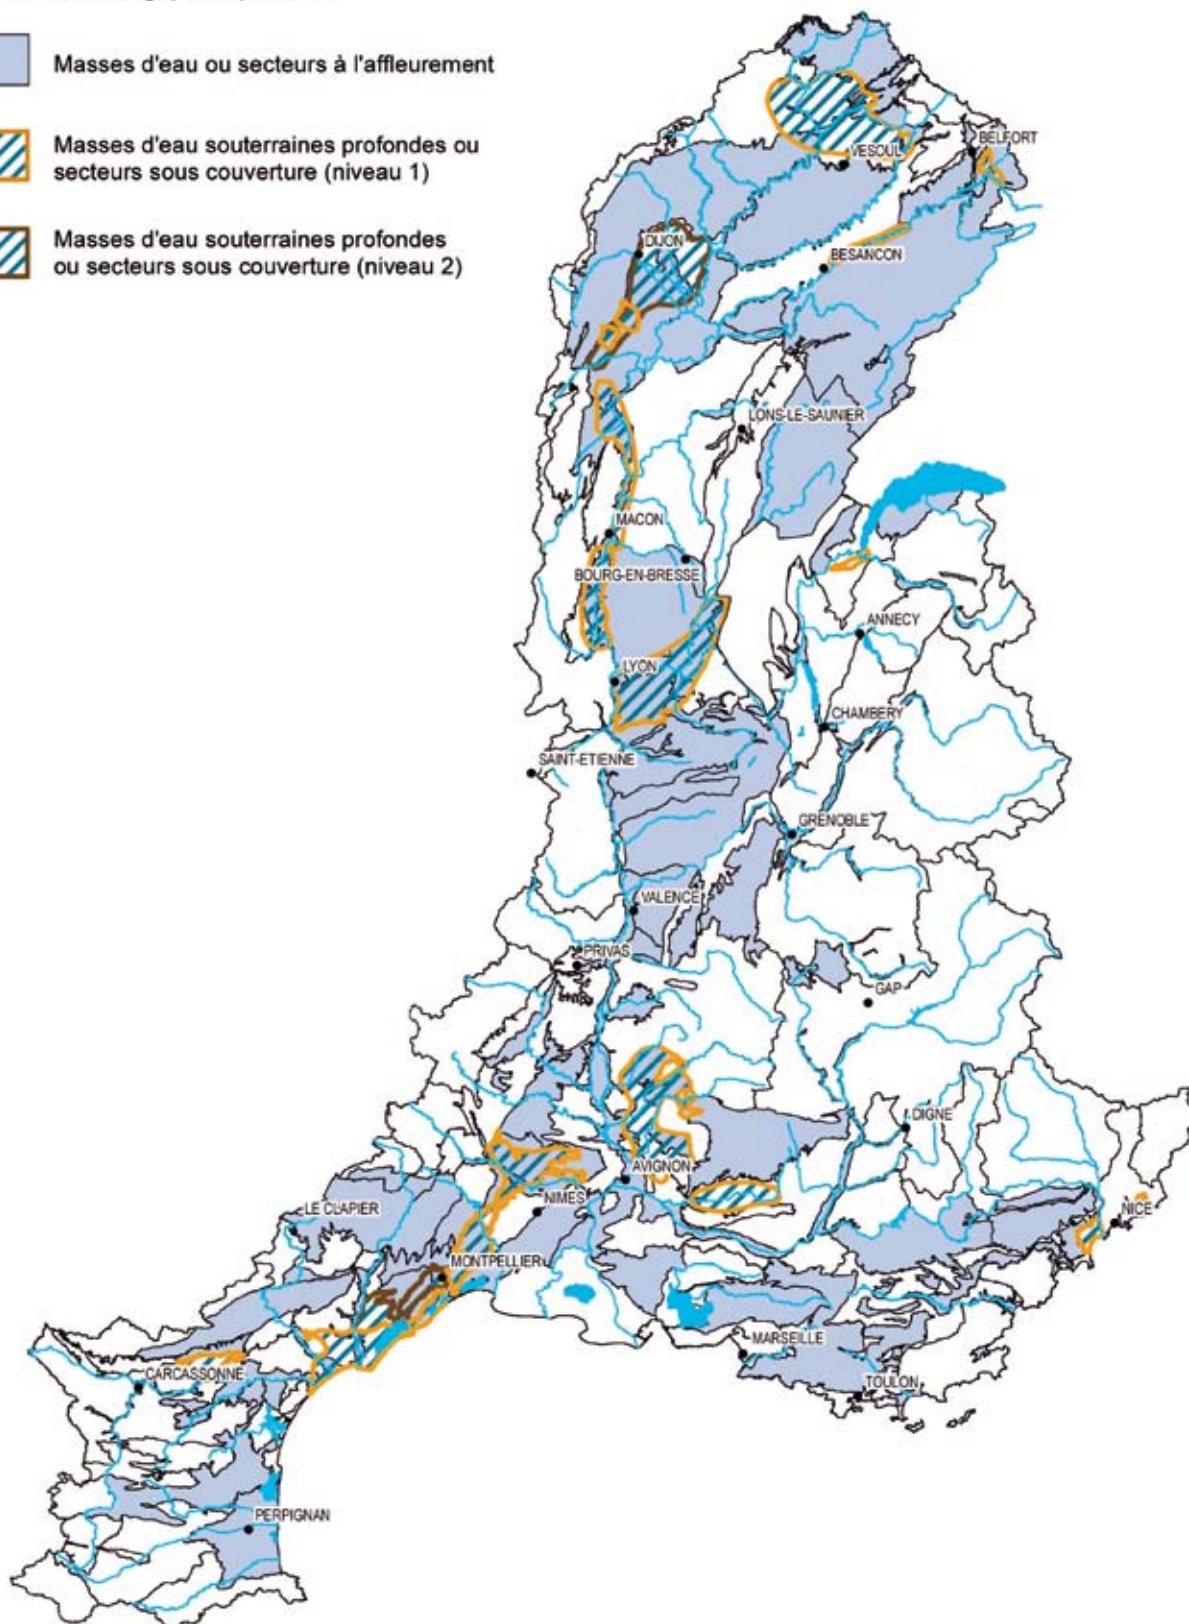 Masses d'eau ou secteurs à l'affleurement
Masses d'eau souterraines profondes ou
secteurs sous couverture (niveau 1)
Masses d'eau souterraines profondes
ou secteurs sous couverture (niveau 2)
BELFORT
VESOUL
DIJON
BESANCON
LONS-LE-SAUNIER
MACON
BOURG-EN-BRESSE
ANNECY
LYON
CHAMBERY
SAINT-ETIENNE
GRENOBLE
VALENCE
PRIVAS
GAP
DIGNE
AVIGNON
NIMES
LE CLAPIER
NICE
MONTPELLIER
MARSEILLE
CARCASSONNE
TOULON
PERPIGNAN